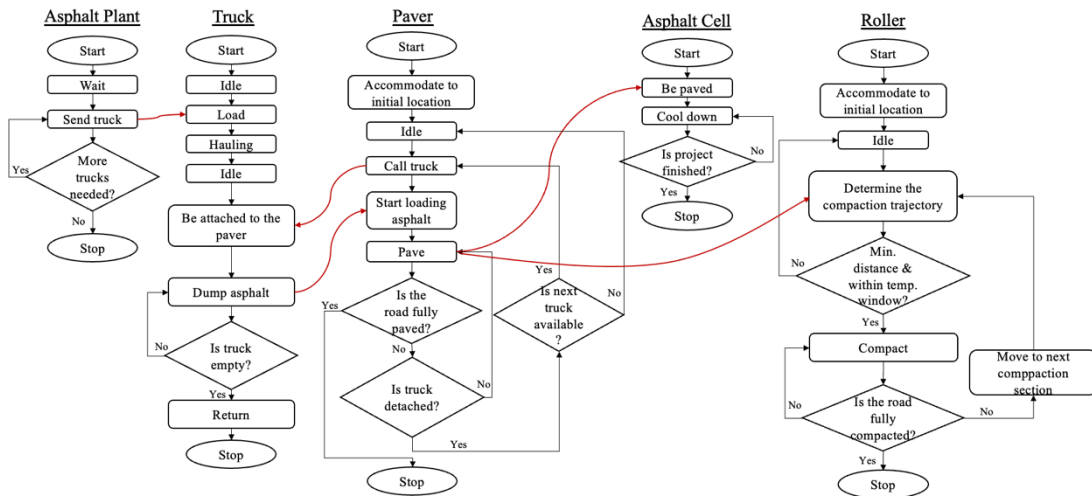 Asphalt Plant
Start
Wait
Send truck
Yes
More
trucks
needed?
No
Stop
Truck
Start
Idle
Load
Hauling
Idle
Be attached to the
paver
Dump asphalt
No
Is truck
empty?
Yes
Return
Stop
Paver
Start
Accommodate to
initial location
Idle
Call truck
Start loading
asphalt
Pave
Yes
Is the
road fully
paved?
No
Is truck
detached?
No
Yes
Yes
Is next
truck
available
?
No
Stop
Asphalt Cell
Start
Be paved
Cool down
Is project
finished?
No
Yes
Stop
Roller
Start
Accommodate to
initial location
Idle
Determine the
compaction trajectory
No
Min.
distance &
within temp.
window?
Yes
Compact
Move to next
comppaction
section
No
Is the road
fully
compacted?
No
Yes
Stop